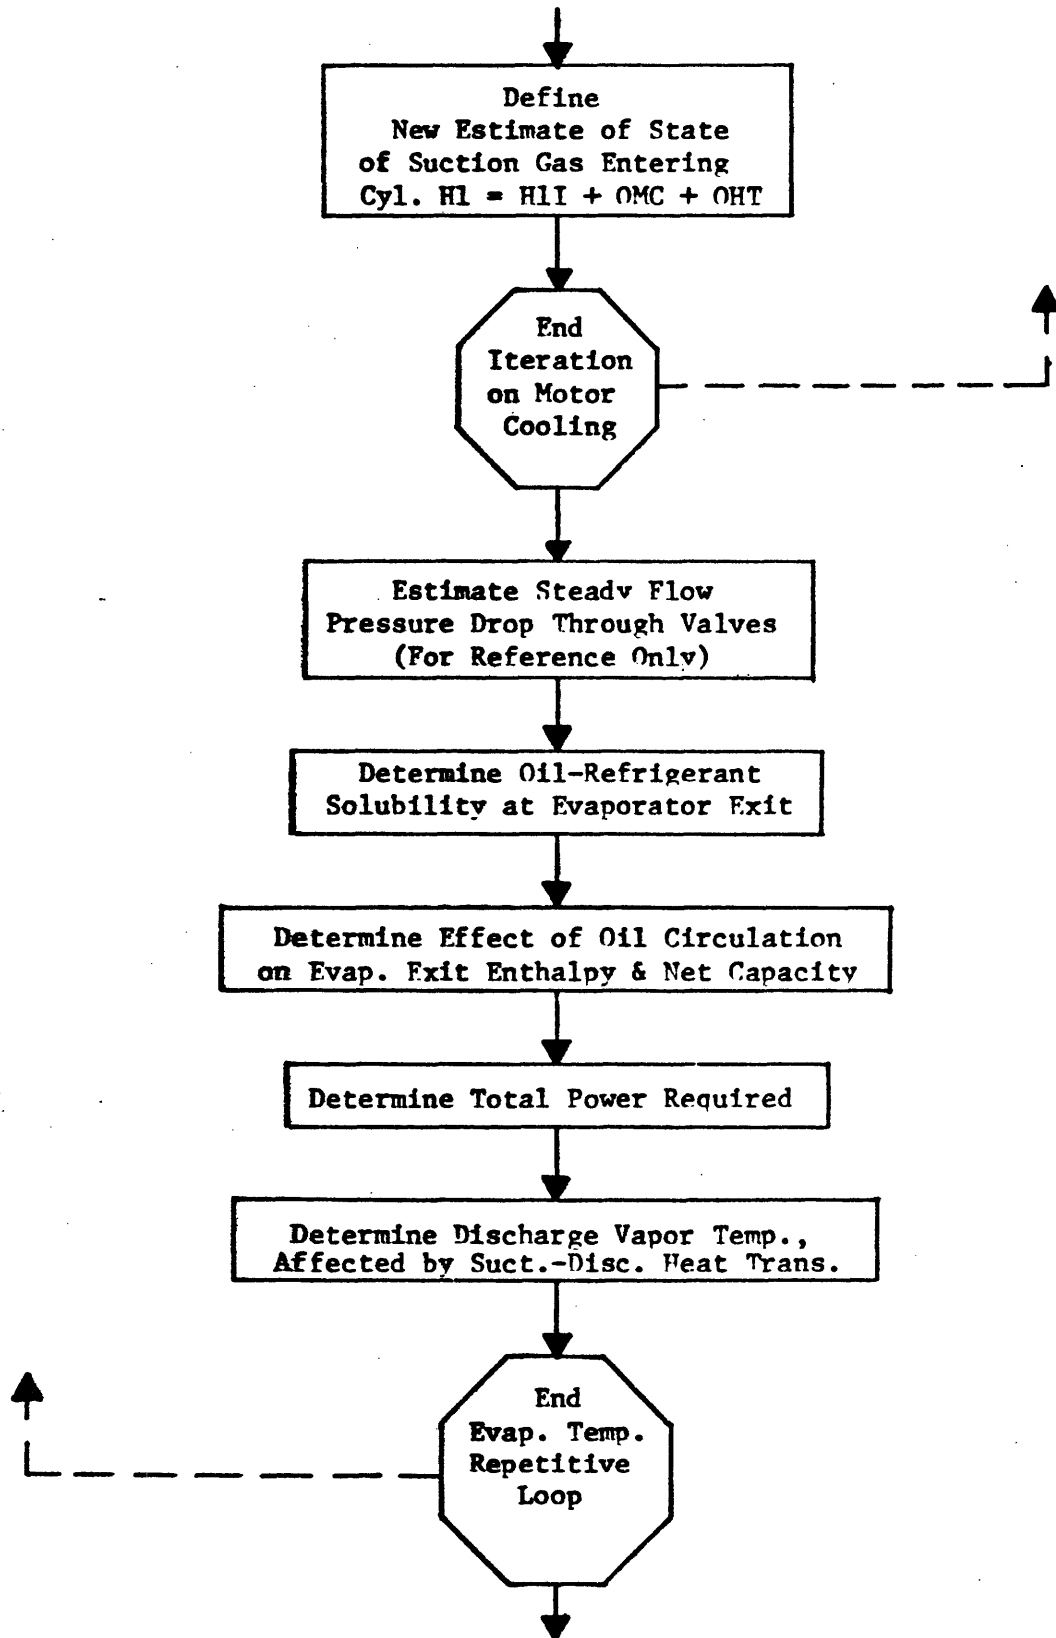 Define
New Estimate of State
of Suction Gas Entering
Cyl. H1 = H1I + QMC + QHT
End
Iteration
on Motor
Cooling
Estimate Steady Flow
Pressure Drop Through Valves
(For Reference Only)
Determine Oil-Refrigerant
Solubility at Evaporator Exit
Determine Effect of Oil Circulation
on Evap. Exit Enthalpy & Net Capacity
Determine Total Power Required
Determine Discharge Vapor Temp.,
Affected by Suct.-Disc. Heat Trans.
End
Evap. Temp.
Repetitive
Loop